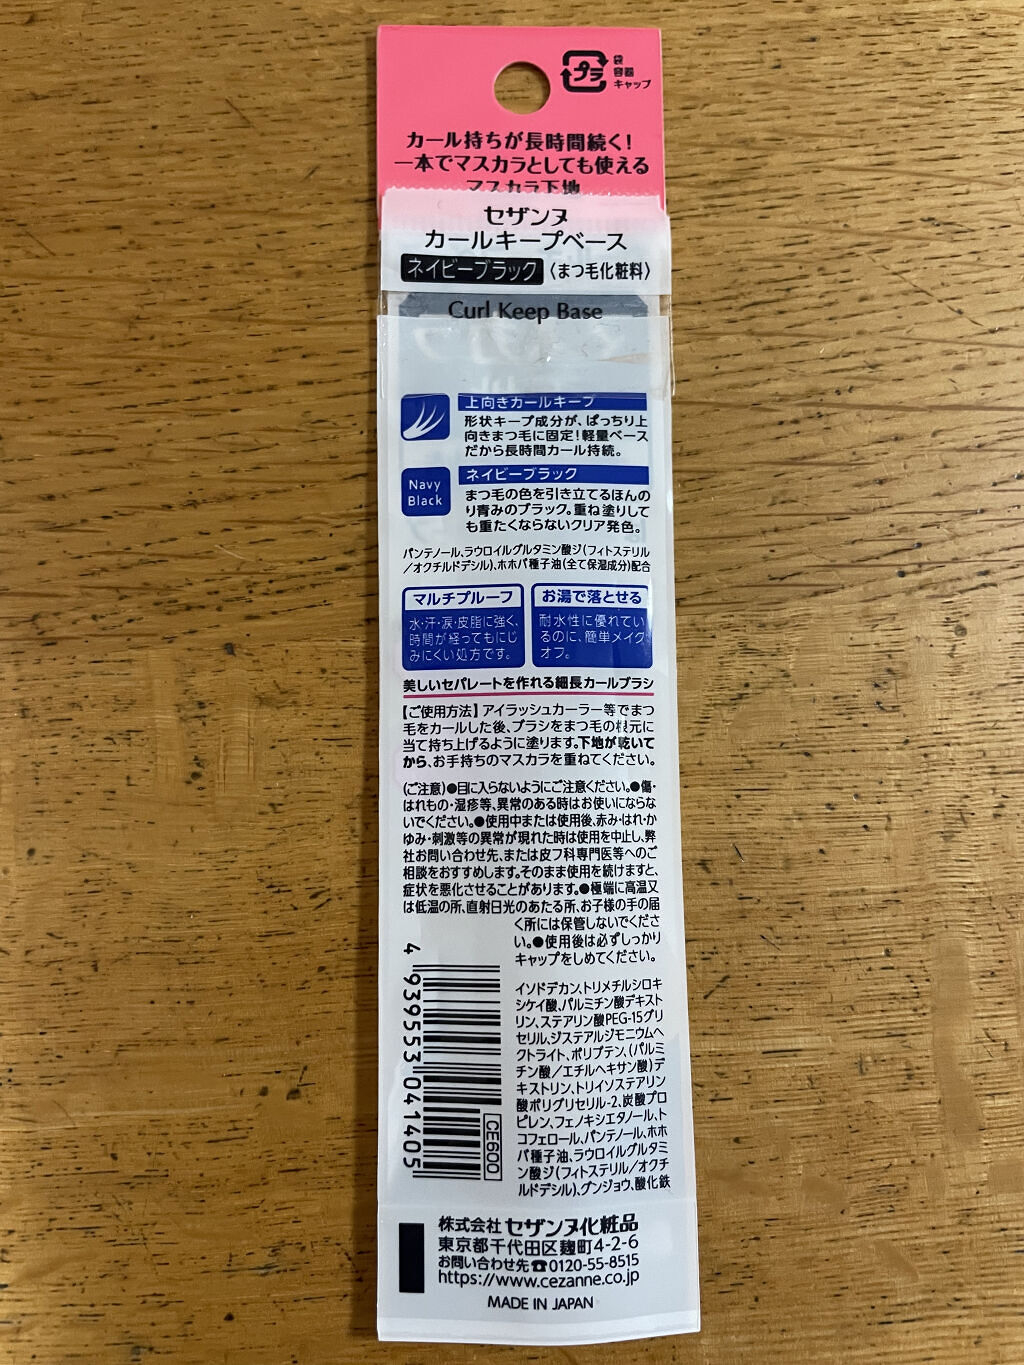 プラ
袋
容器
キャップ
カール持ちが長時間続く!
一本でマスカラとしても使える
マスカラ下地
セザンヌ
カールキープベース
ネイビーブラック 〈まつ毛化粧料〉
Curl Keep Base
上向きカールキープ
形状キープ成分が、ぱっちり上
向きまつ毛に固定!軽量ベース
だから長時間カール持続。
Navy
Black
ネイビーブラック
まつ毛の色を引き立てるほんの
り青みのブラック。重ね塗りして
も重たくならないクリア発色。
パンテノール、ラウロイルグルタミン酸ジ(フィトステリル
/オクチルドデシル)、ホホバ種子油(全て保湿成分)配合
マルチプルーフ
水・汗・涙・皮脂に強く、
時間が経ってもにじ
みにくい処方です。
お湯で落とせる
耐水性に優れてい
るのに、簡単メイク
オフ。
美しいセパレートを作れる細長カールブラシ
【ご使用方法】アイラッシュカーラー等でまつ
毛をカールした後、ブラシをまつ毛の根元に
当て持ち上げるように塗ります。下地が乾いて
から、お手持ちのマスカラを重ねてください。
(ご注意)●目に入らないようにご注意ください。●傷・
はれもの・湿疹等、異常のある時はお使いにならな
いでください。●使用中または使用後、赤み・はれ・か
ゆみ・刺激等の異常が現れた時は使用を中止し、弊
社お問い合わせ先、または皮フ科専門医等へのご
相談をおすすめします。そのまま使用を続けますと、
症状を悪化させることがあります。●極端に高温又
は低温の所、直射日光のあたる所、お子様の手の届
く所には保管しないでくださ
い。●使用後は必ずしっかり
キャップをしめてください。
イソドデカン、トリメチルシロキ
シケイ酸、パルミチン酸デキスト
リン、ステアリン酸PEG-15グリ
セリル、ジステアルジモニウムヘ
クトライト、ポリブテン、(パルミ
チン酸/エチルヘキサン酸)デ
キストリン、トリイソステアリン
酸ポリグリセリル-2、炭酸プロ
ピレン、フェノキシエタノール、ト
コフェロール、パンテノール、ホホ
バ種子油、ラウロイルグルタミ
ン酸ジ(フィトステリル/オクチ
ルドデシル)、グンジョウ、酸化鉄
4 939553 041405
CE600
株式会社 セザンヌ化粧品
東京都千代田区麹町4-2-6
お問い合わせ先☎0120-55-8515
https://www.cezanne.co.jp
MADE IN JAPAN